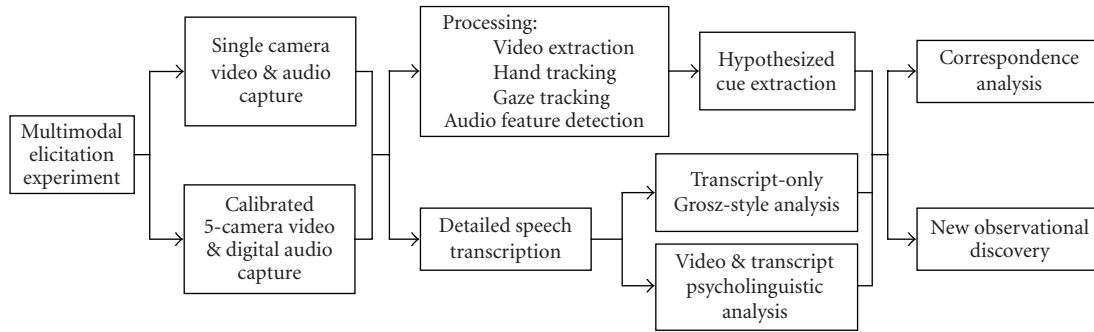 Multimodal
elicitation
experiment
Single camera
video & audio
capture
Calibrated
5-camera video
& digital audio
capture
Processing:
Video extraction
Hand tracking
Gaze tracking
Audio feature detection
Detailed speech
transcription
Hypothesized
cue extraction
Transcript-only
Grosz-style analysis
Video & transcript
psycholinguistic
analysis
Correspondence
analysis
New observational
discovery